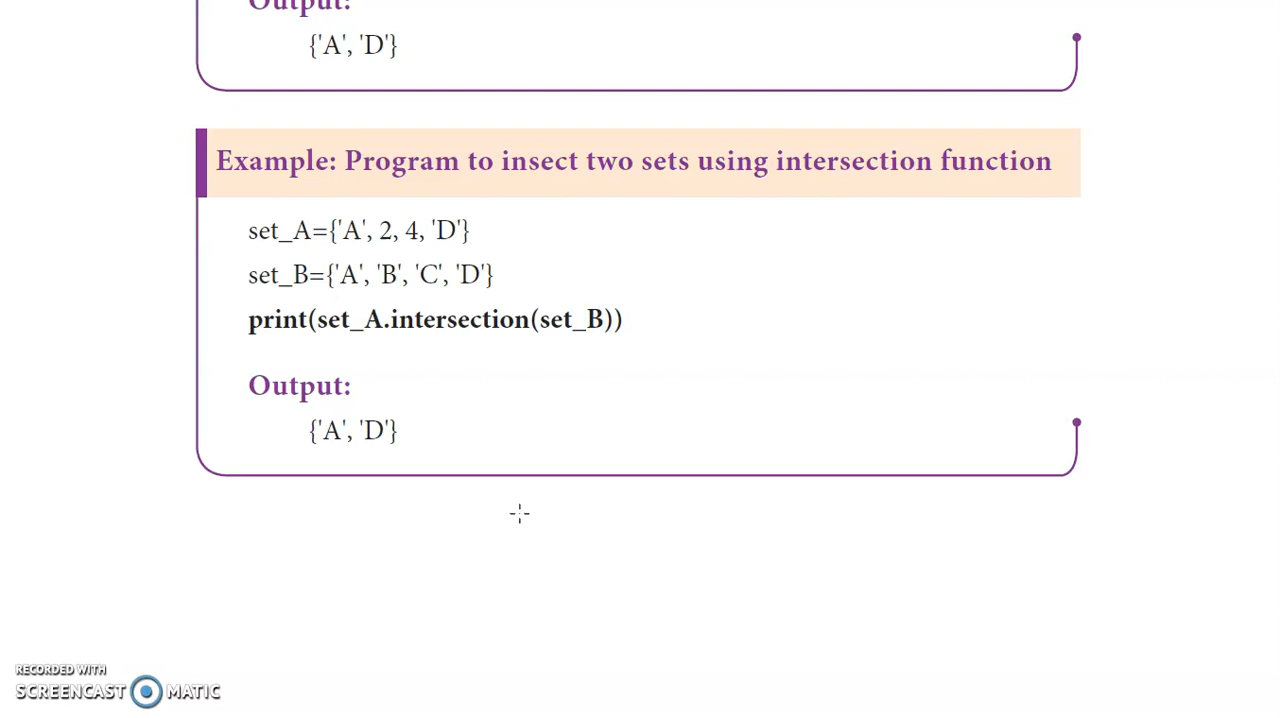 Output:
{'A', 'D'}
Example: Program to insect two sets using intersection function
set_A={'A', 2, 4, 'D'}
set_B={'A', 'B', 'C', 'D'}
print(set_A.intersection(set_B))
Output:
{'A', 'D'}
RECORDED WITH
SCREENCAST MATIC